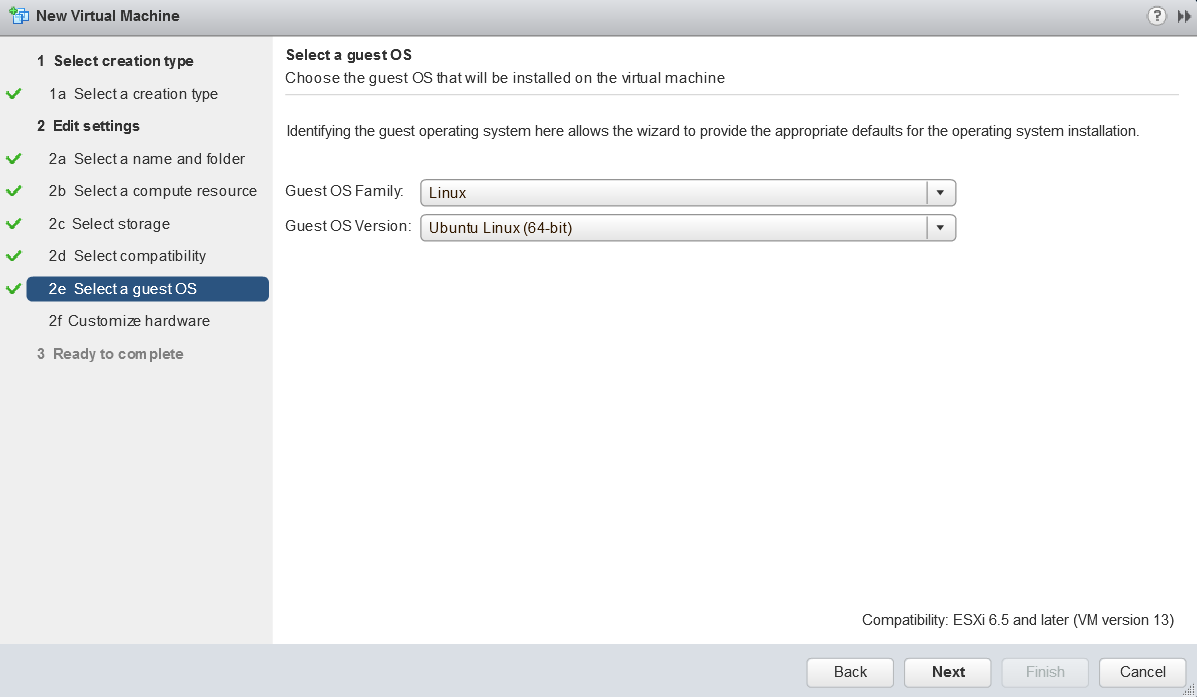 New Virtual Machine
?
1 Select creation type
1a Select a creation type
2 Edit settings
2a Select a name and folder
2b Select a compute resource
2c Select storage
2d Select compatibility
2e Select a guest OS
2f Customize hardware
3 Ready to complete
Select a guest OS
Choose the guest OS that will be installed on the virtual machine
Identifying the guest operating system here allows the wizard to provide the appropriate defaults for the operating system installation.
Guest OS Family: Linux
Guest OS Version: Ubuntu Linux (64-bit)
Compatibility: ESXi 6.5 and later (VM version 13)
Back Next Finish Cancel